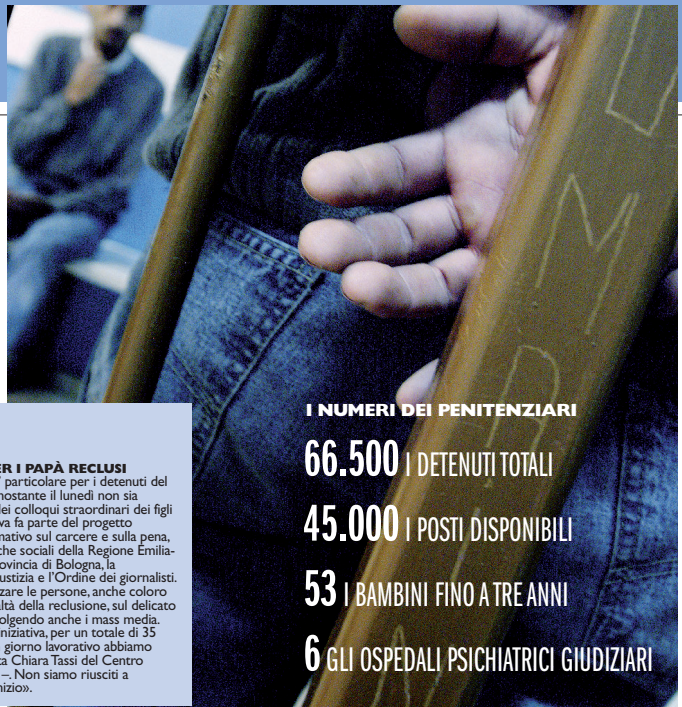 I NUMERI DEI PENITENZIARI
66.500 I DETENUTI TOTALI
45.000 I POSTI DISPONIBILI
53 I BAMBINI FINO A TRE ANNI
6 GLI OSPEDALI PSICHIATRICI GIUDIZIARI
I PAPÀ RECLUSI
particolare per i detenuti del
nostante il lunedì non sia
dei colloqui straordinari dei figli
va fa parte del progetto
mativo sul carcere e sulla pena,
che sociali della Regione Emilia-
ovincia di Bologna, la
ustizia e l'Ordine dei giornalisti.
zare le persone, anche coloro
ltà della reclusione, sul delicato
olgendo anche i mass media.
niziativa, per un totale di 35
giorno lavorativo abbiamo
ta Chiara Tassi del Centro
–. Non siamo riusciti a
nizio».